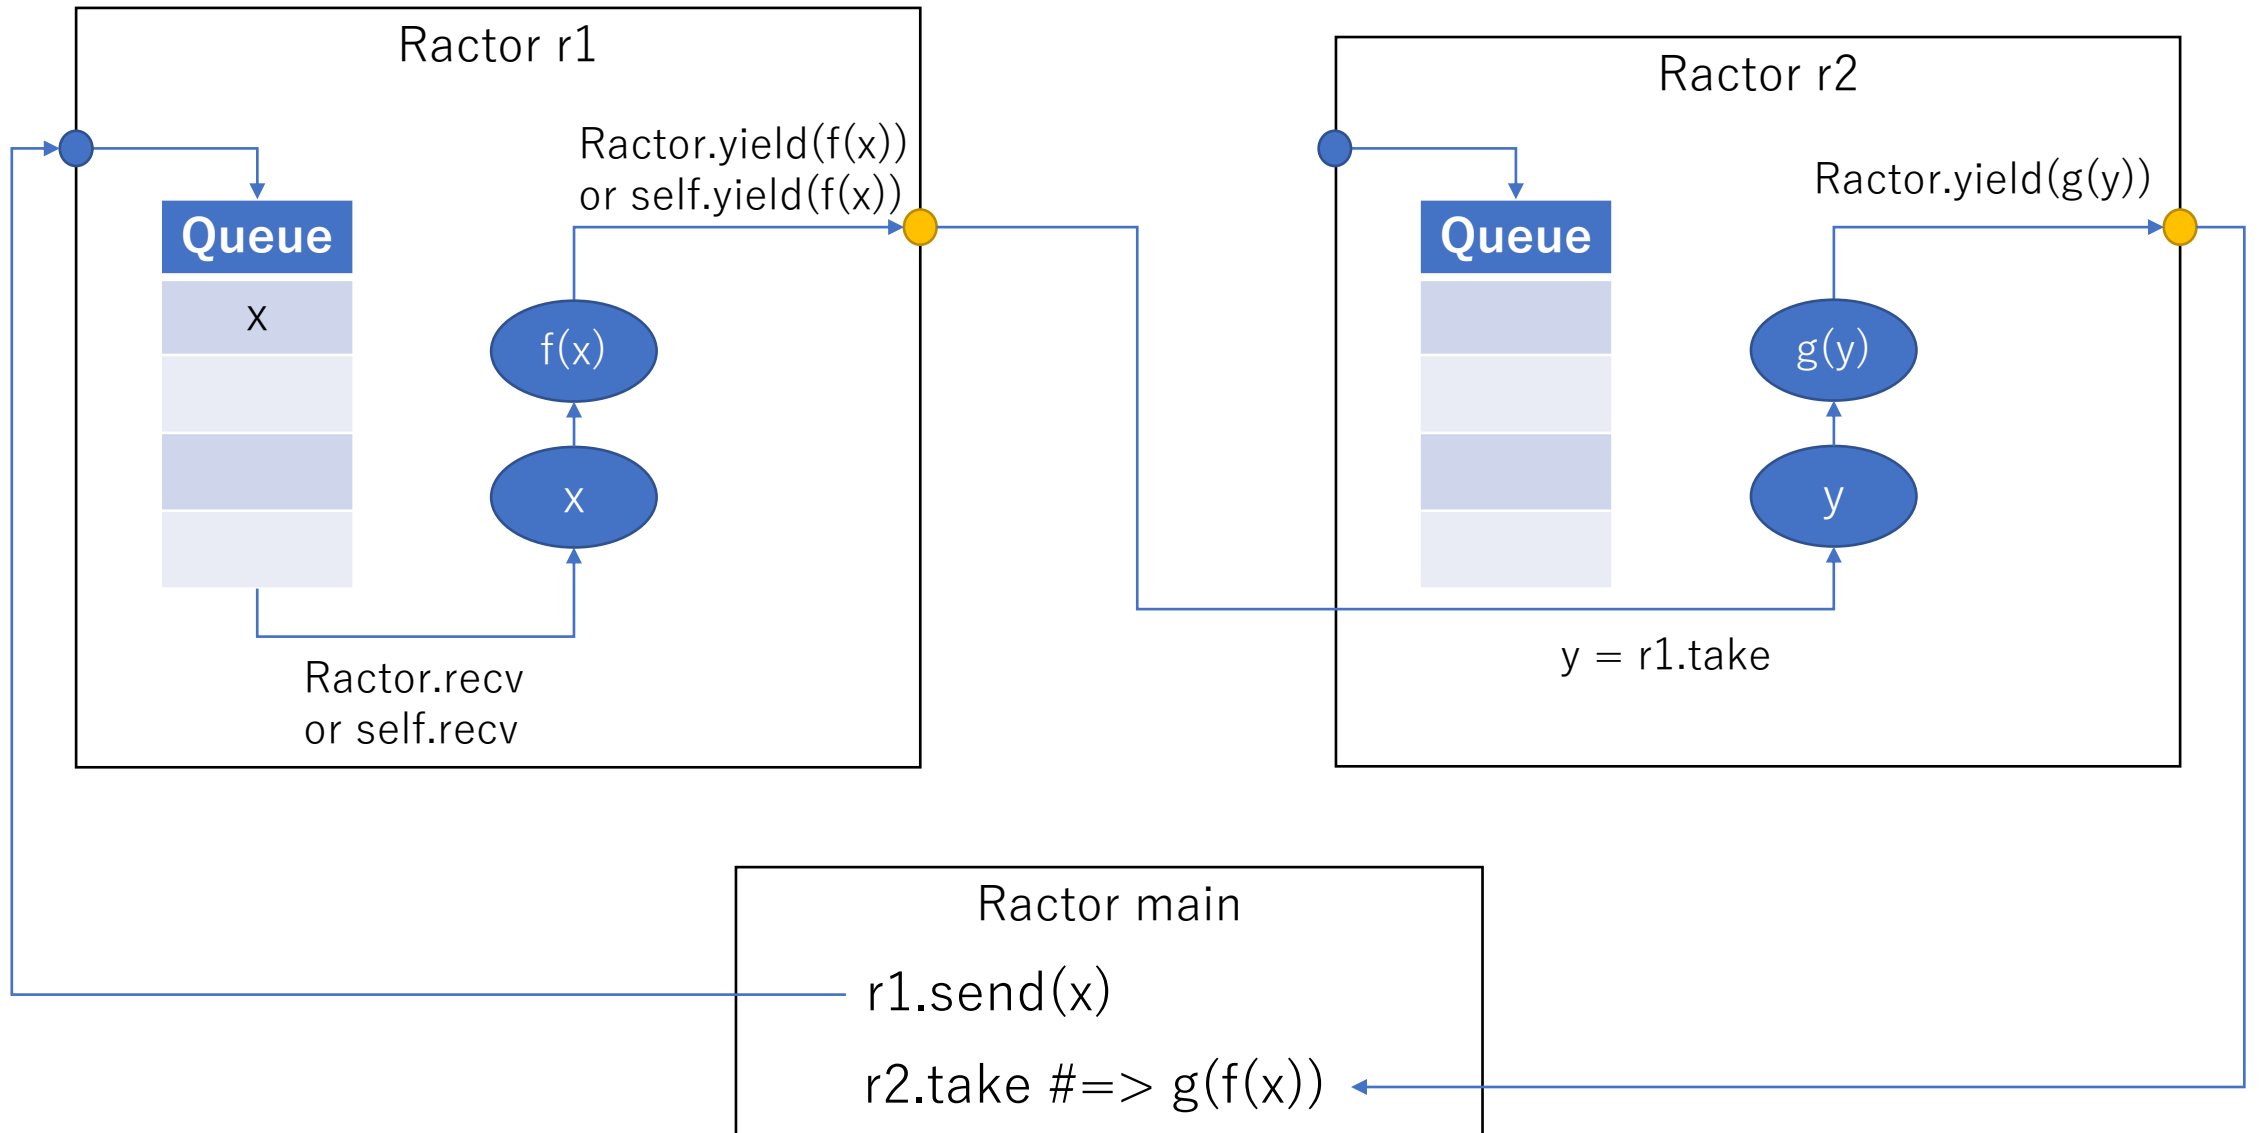 Ractor r1
Ractor.yield(f(x))
or self.yield(f(x))
Queue
x
f(x)
x
Ractor.recv
or self.recv
Ractor r2
Ractor.yield(g(y))
Queue
g(y)
y
y = r1.take
Ractor main
r1.send(x)
r2.take #=> g(f(x))